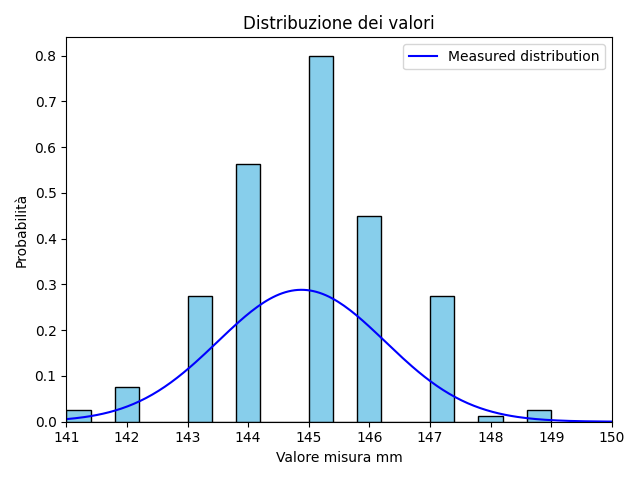 Distribuzione dei valori
Measured distribution
Probabilità
0.8
0.7
0.6
0.5
0.4
0.3
0.2
0.1
0.0
141 142 143 144 145 146 147 148 149 150
Valore misura mm